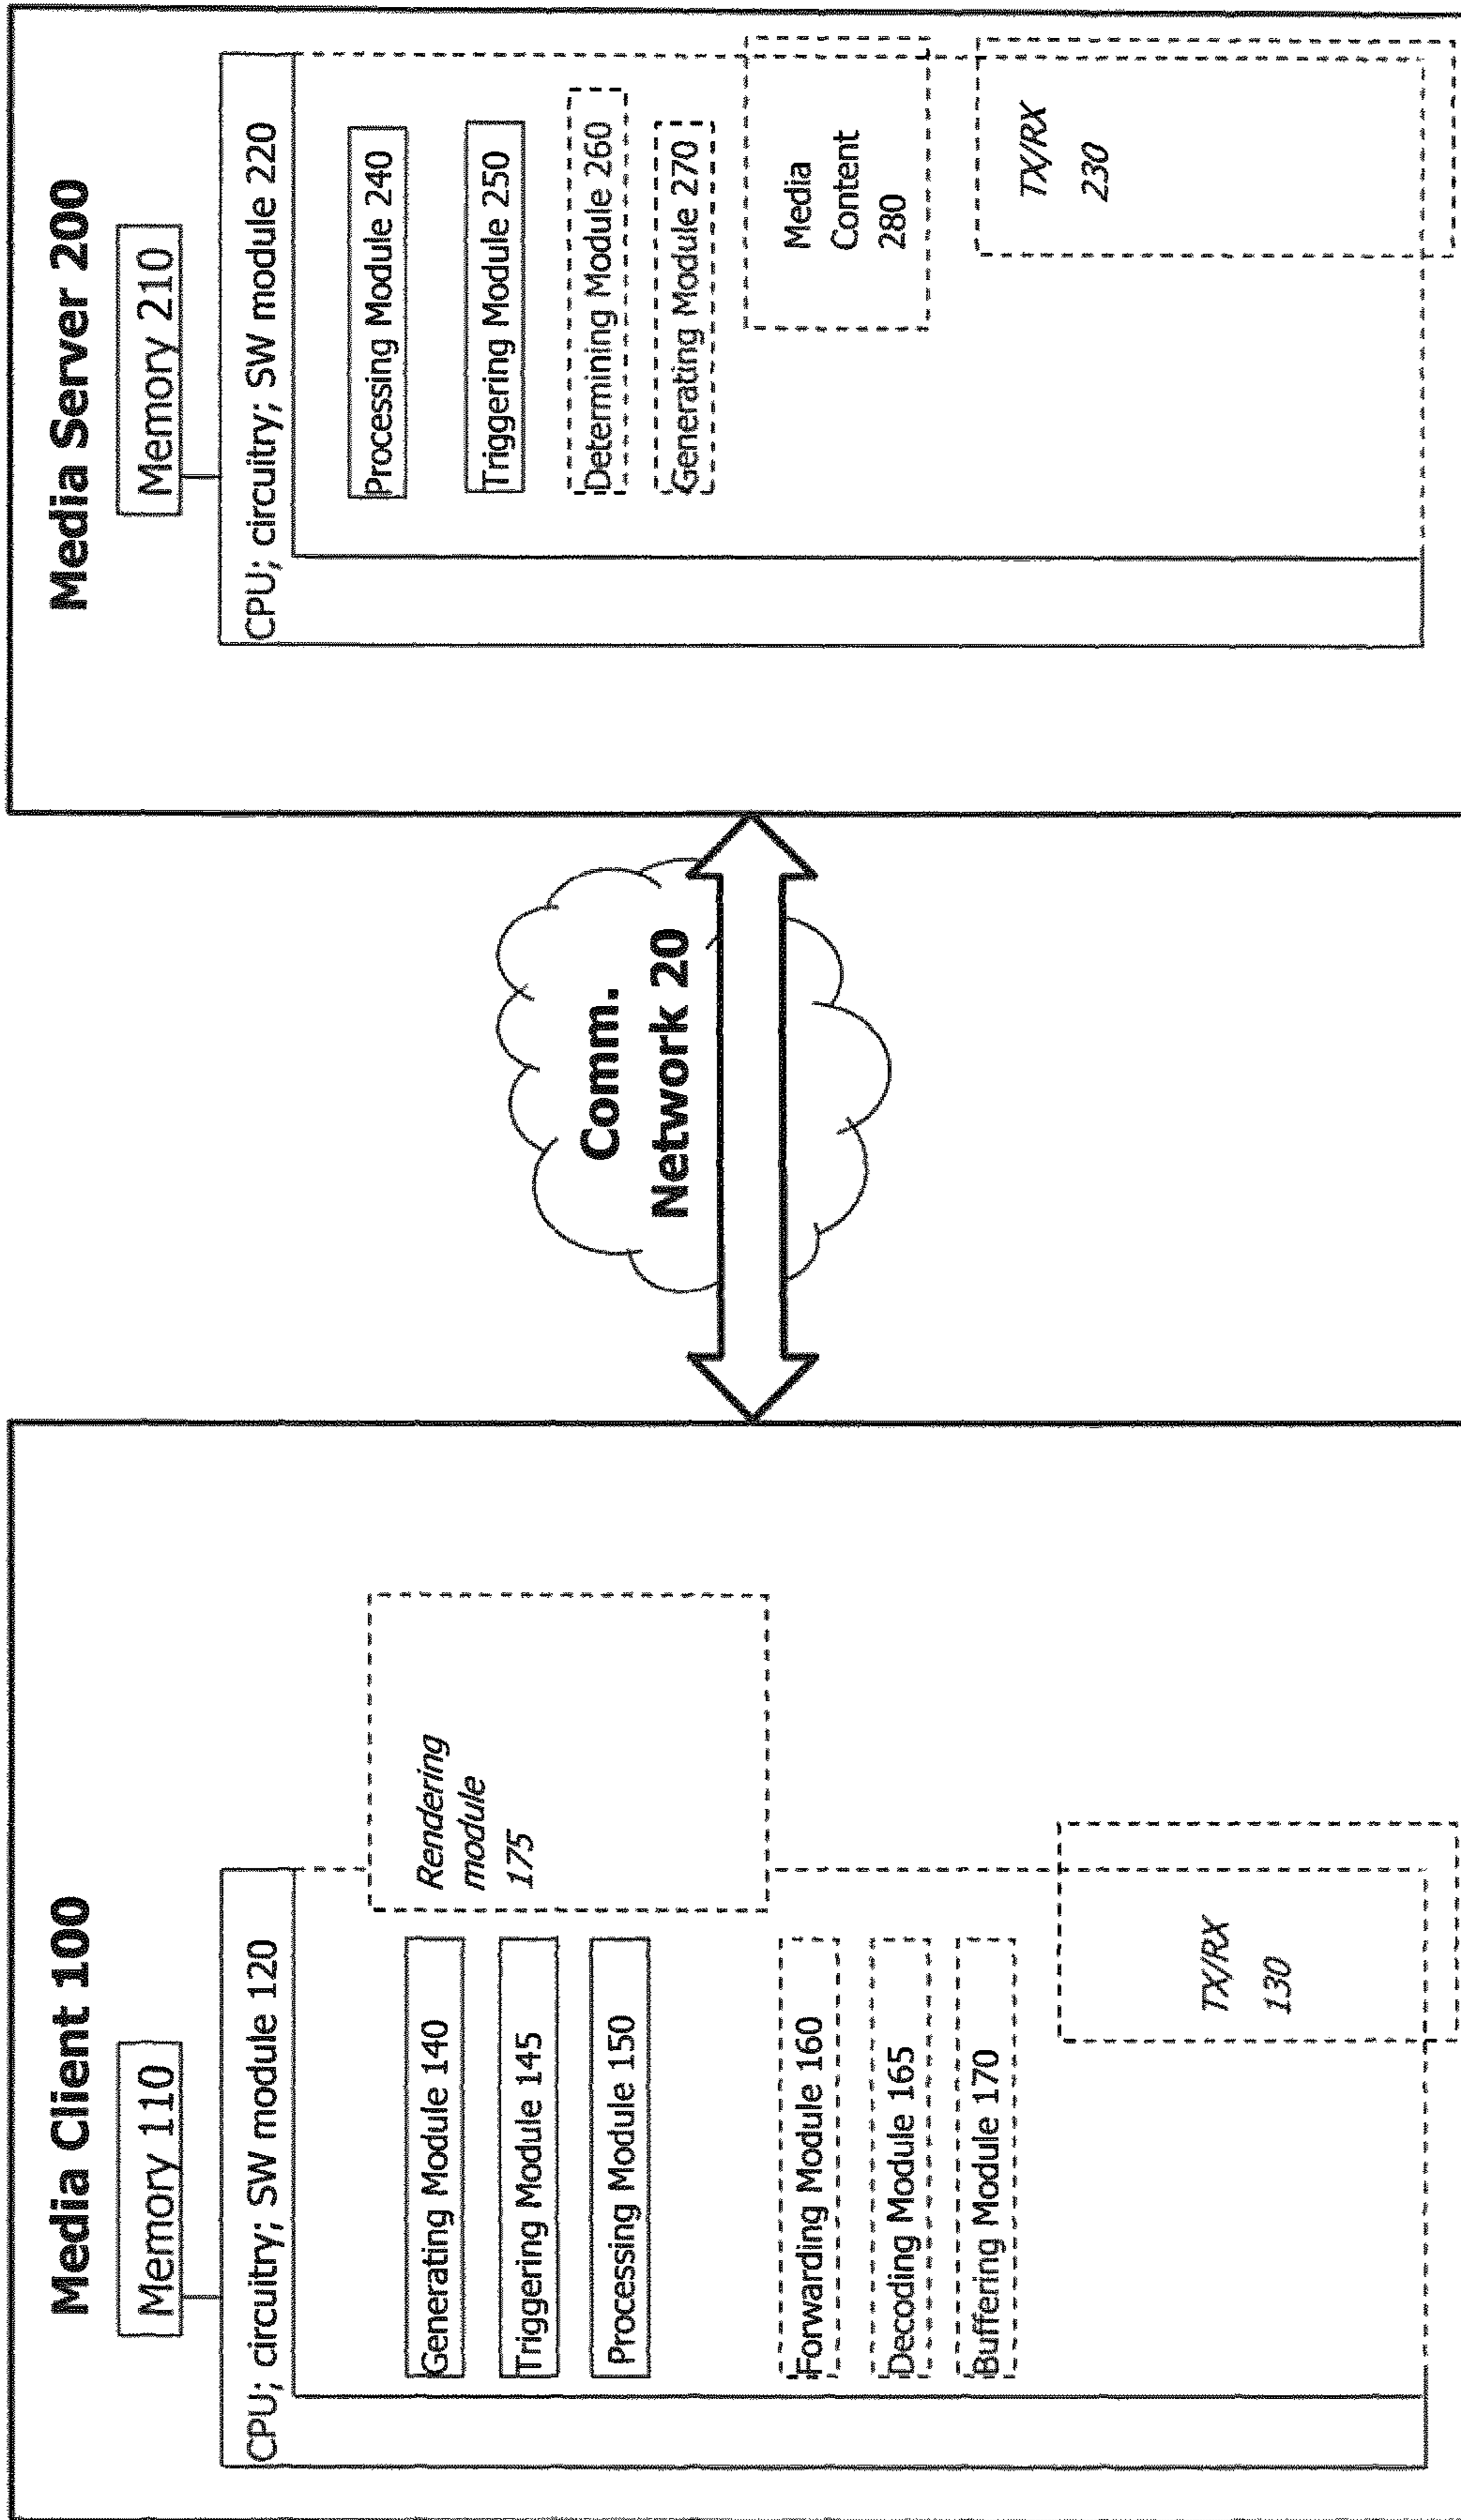 Media Client 100
Memory 110
CPU; circuitry; SW module 120
Generating Module 140
Triggering Module 145
Processing Module 150
Rendering
module
175
Forwarding Module 160
Decoding Module 165
Buffering Module 170
TX/RX
130
Comm.
Network 20
Media Server 200
Memory 210
CPU; circuitry; SW module 220
Processing Module 240
Triggering Module 250
Determining Module 260
Generating Module 270
Media
Content
280
TX/RX
230